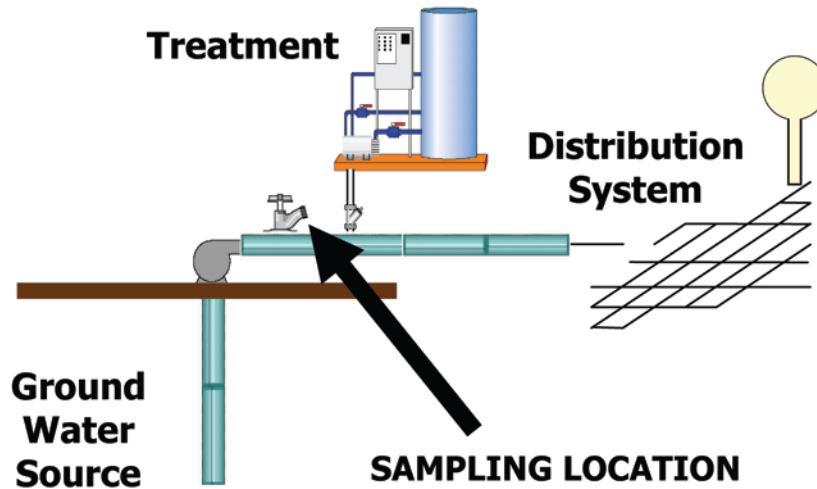 Treatment
Distribution
System
Ground
Water
Source
SAMPLING LOCATION